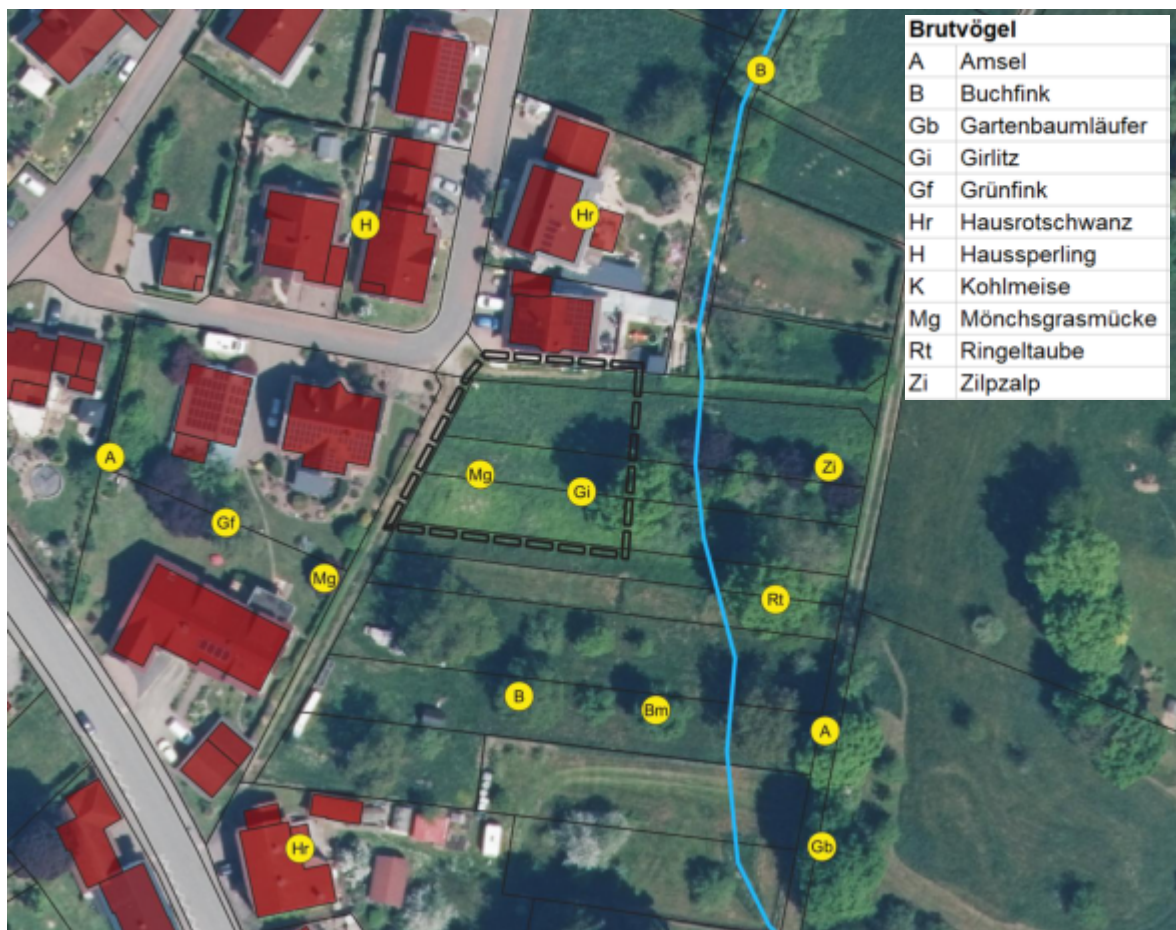 Brutvögel
A Amsel
B Buchfink
Gb Gartenbaumläufer
Gi Girlitz
Gf Grünfink
Hr Hausrotschwanz
H Haussperling
K Kohlmeise
Mg Mönchsgrasmücke
Rt Ringeltaube
Zi Zilpzalp
B
H
Hr
A
Mg
Zi
Gi
Gf
Mg
Rt
B
Bm
A
Hr
Gb